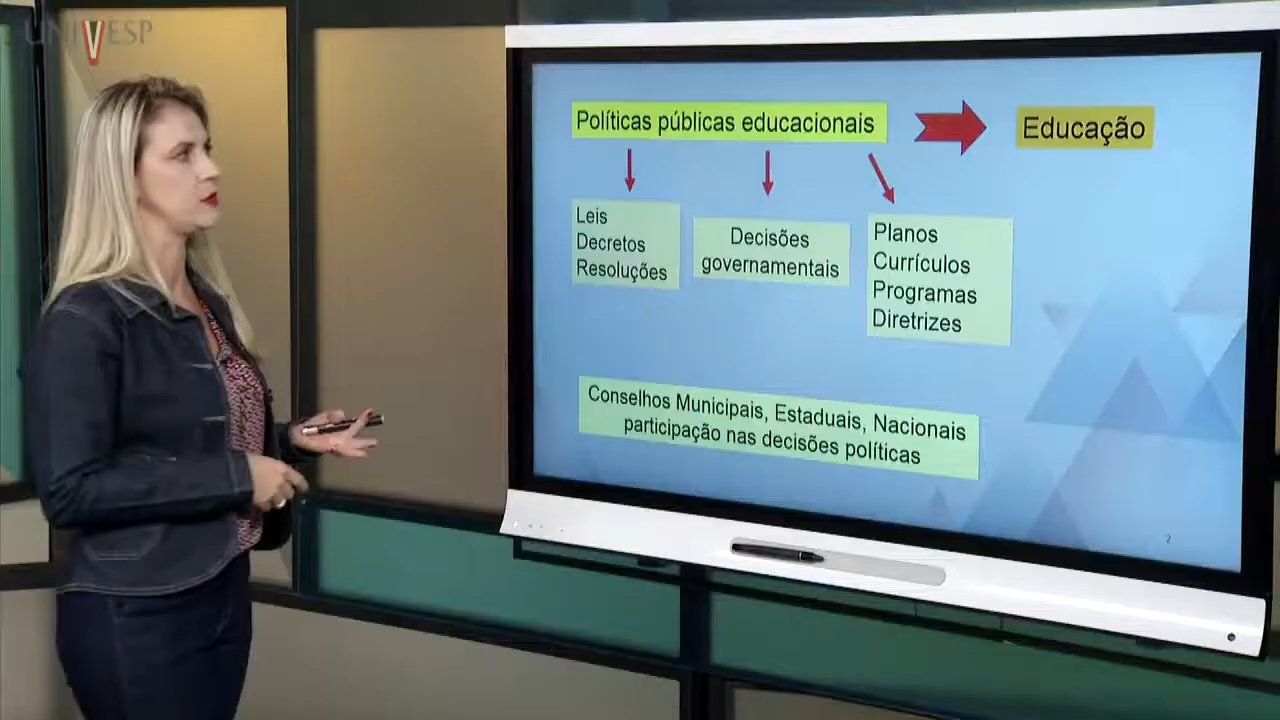 UNIVESP
Políticas públicas educacionais
Educação
Leis
Decretos
Resoluções
Decisões
governamentais
Planos
Currículos
Programas
Diretrizes
Conselhos Municipais, Estaduais, Nacionais
participação nas decisões políticas
2